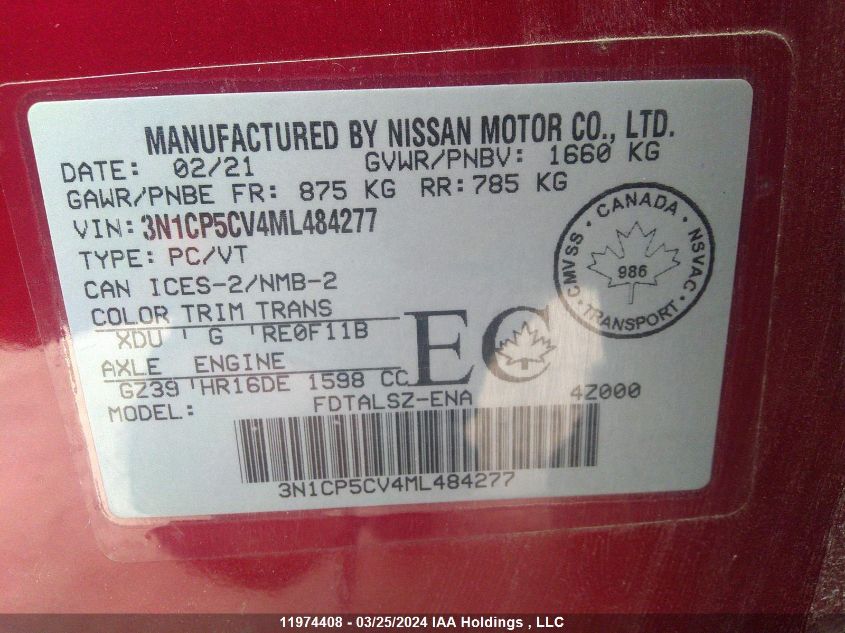 MANUFACTURED BY NISSAN MOTOR CO., LTD.
DATE: 02/21 GVWR/PNBV: 1660 KG
GAWR/PNBE FR: 875 KG RR: 785 KG
VIN: 3N1CP5CV4ML484277
TYPE: PC/VT
CAN ICES-2/NMB-2
COLOR TRIM TRANS
XDU G RE0F11B
AXLE ENGINE
GZ39 HR16DE 1598 CC
MODEL: FDTALSZ-ENA 4Z000
EC
CANADA
CMVSS NSVAC
986
TRANSPORT
3N1CP5CV4ML484277
11974408 - 03/25/2024 IAA Holdings , LLC